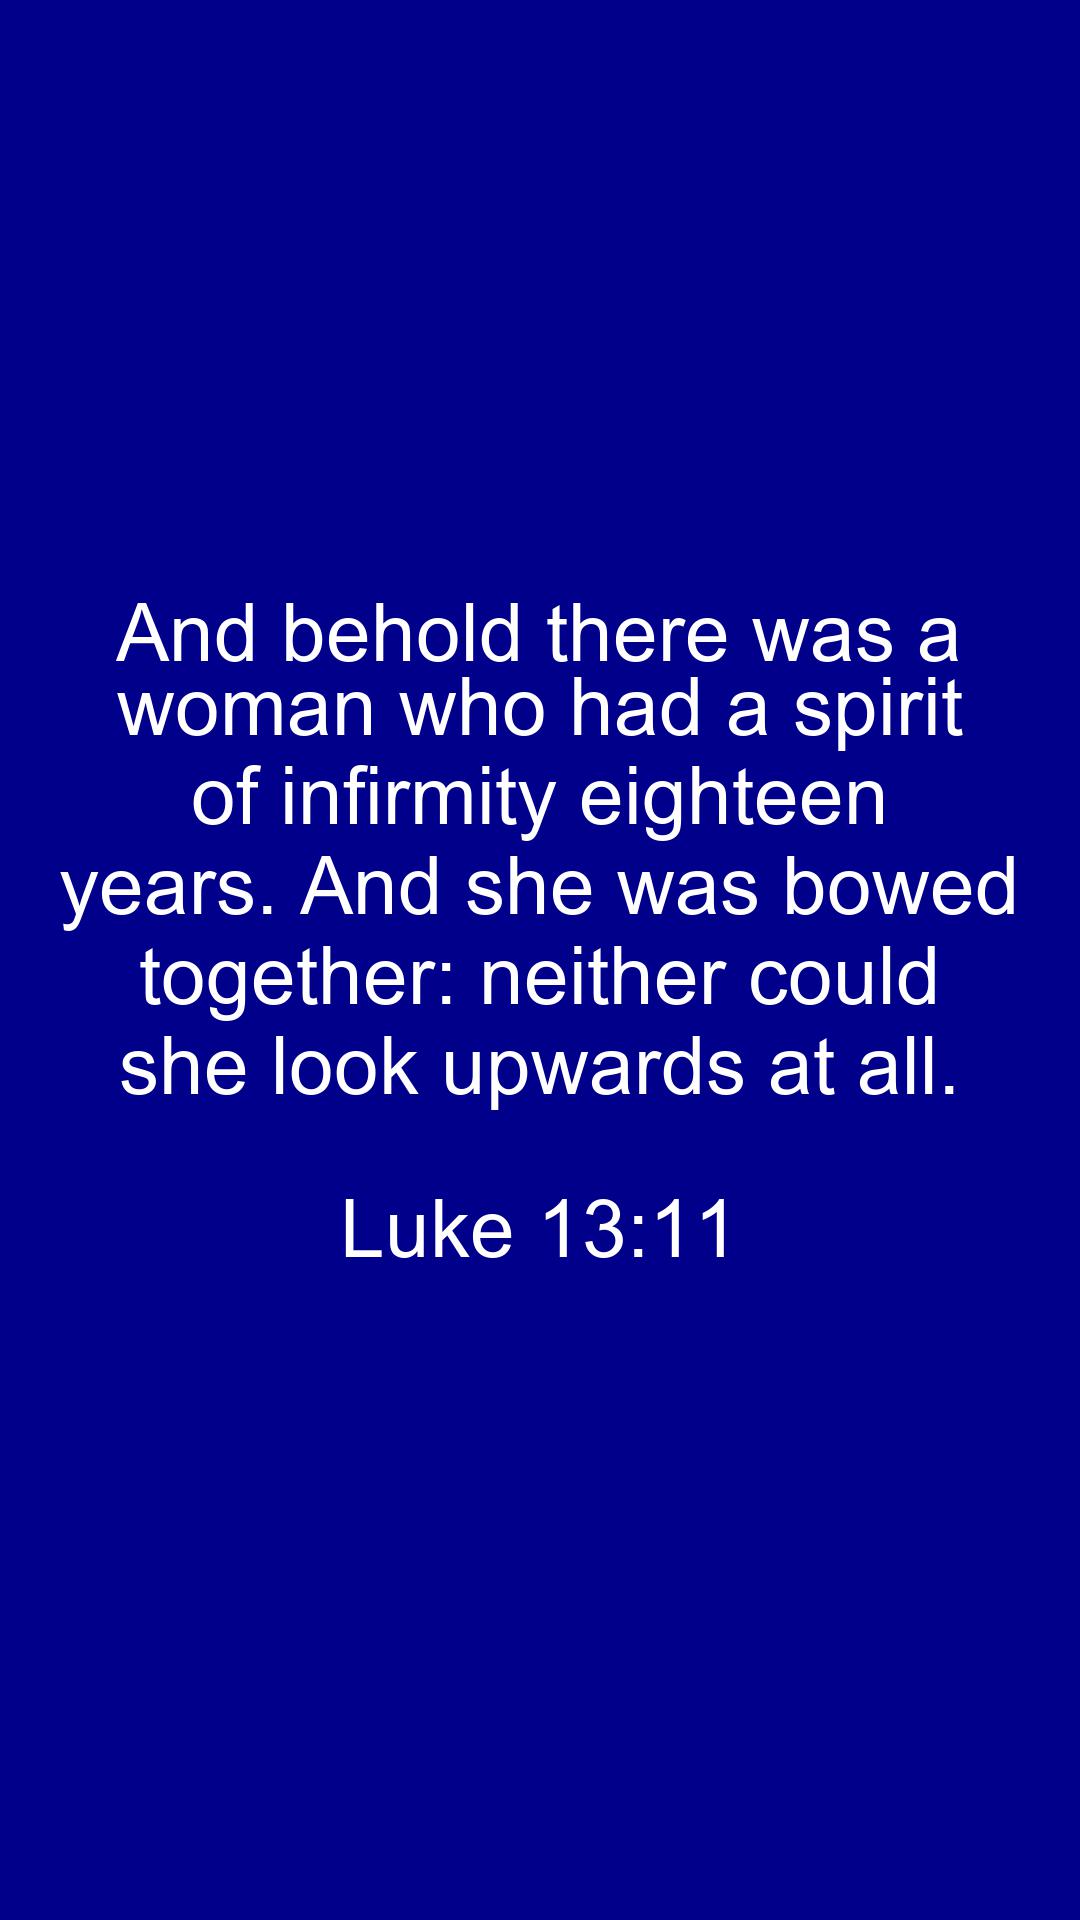 And behold there was a
woman who had a spirit
of infirmity eighteen
years. And she was bowed
together: neither could
she look upwards at all.
Luke 13:11